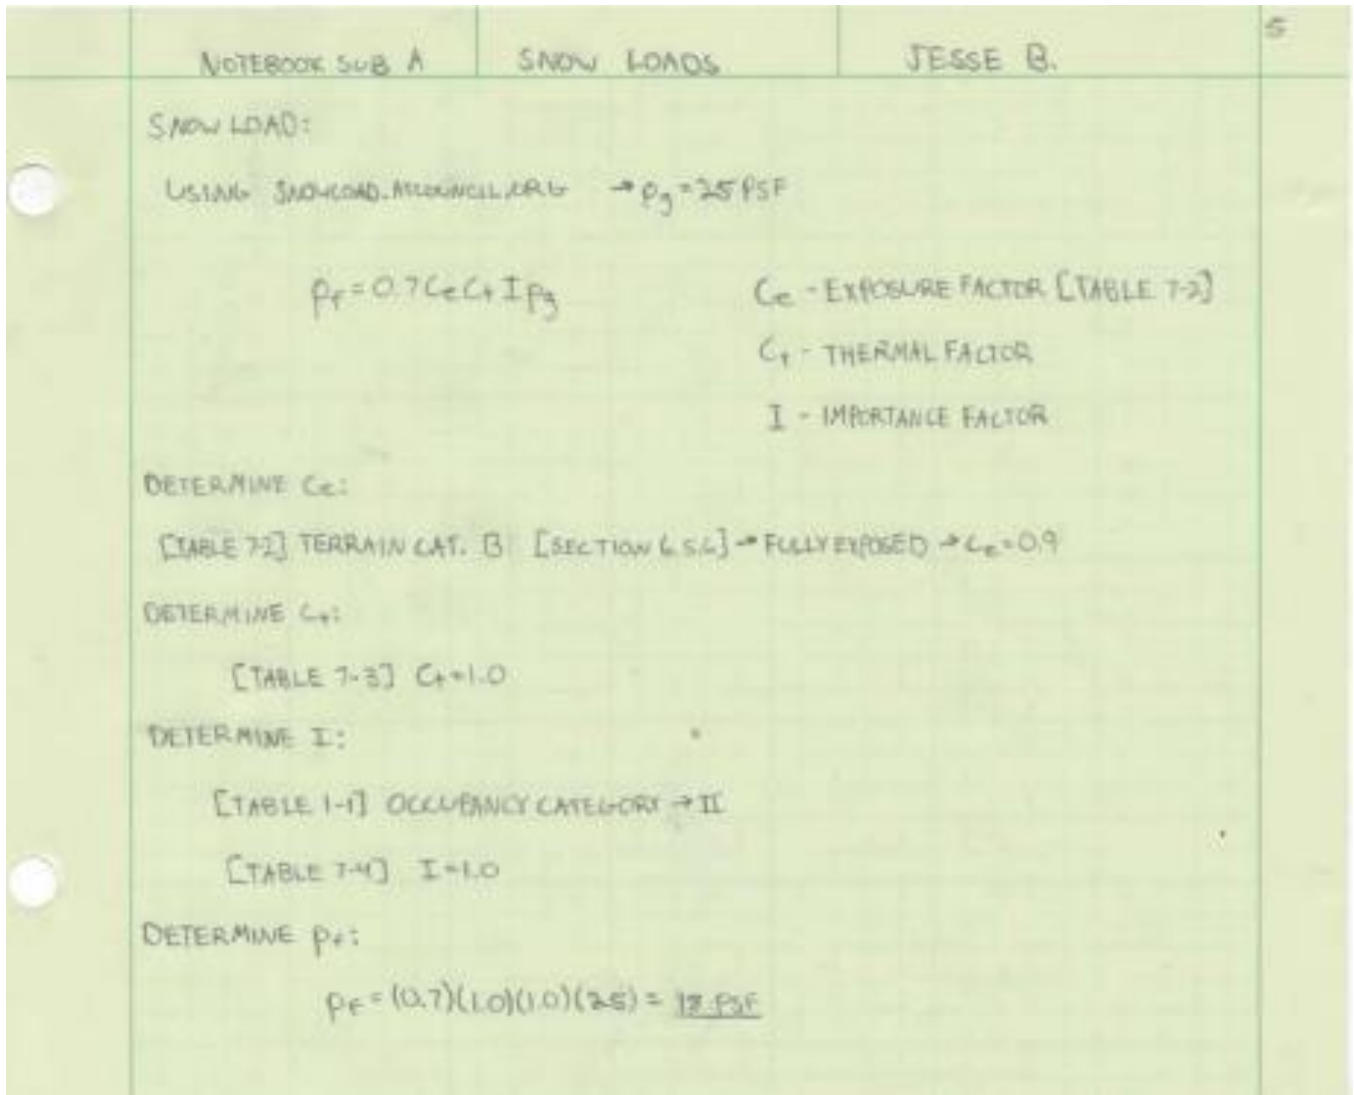 5
NOTEBOOK SUB A SNOW LOADS JESSE B.
SNOW LOAD:
USING SNOWLOAD.ATCOUNCIL.ORG → pg = 25 PSF
pf = 0.7 Ce Ct I pg Ce - EXPOSURE FACTOR [TABLE 7-2]
Ct - THERMAL FACTOR
I - IMPORTANCE FACTOR
DETERMINE Ce:
[TABLE 7-2] TERRAIN CAT. B [SECTION 6.5.6] → FULLY EXPOSED → Ce = 0.9
DETERMINE Ct:
[TABLE 7-3] Ct = 1.0
DETERMINE I:
[TABLE 1-1] OCCUPANCY CATEGORY → II
[TABLE 7-4] I = 1.0
DETERMINE pf:
pf = (0.7)(1.0)(1.0)(25) = 18 PSF